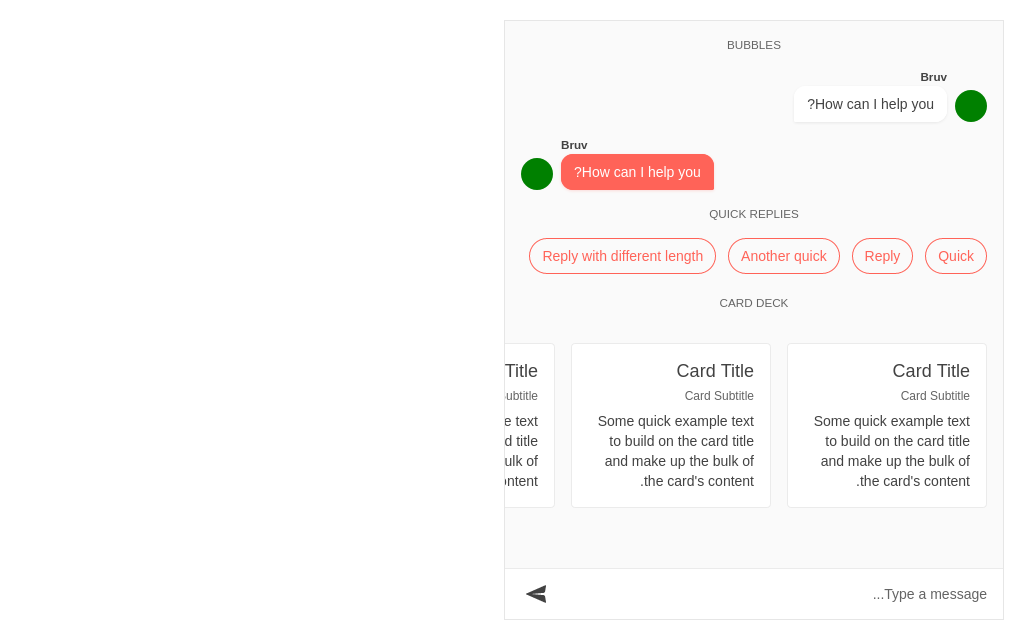 BUBBLES
Bruv
?How can I help you
Bruv
?How can I help you
QUICK REPLIES
Quick
Reply
Another quick
Reply with different length
CARD DECK
Card Title
Card Subtitle
Some quick example text
to build on the card title
and make up the bulk of
.the card's content
Card Title
Card Subtitle
Some quick example text
to build on the card title
and make up the bulk of
.the card's content
Title
text
title
of
...Type a message